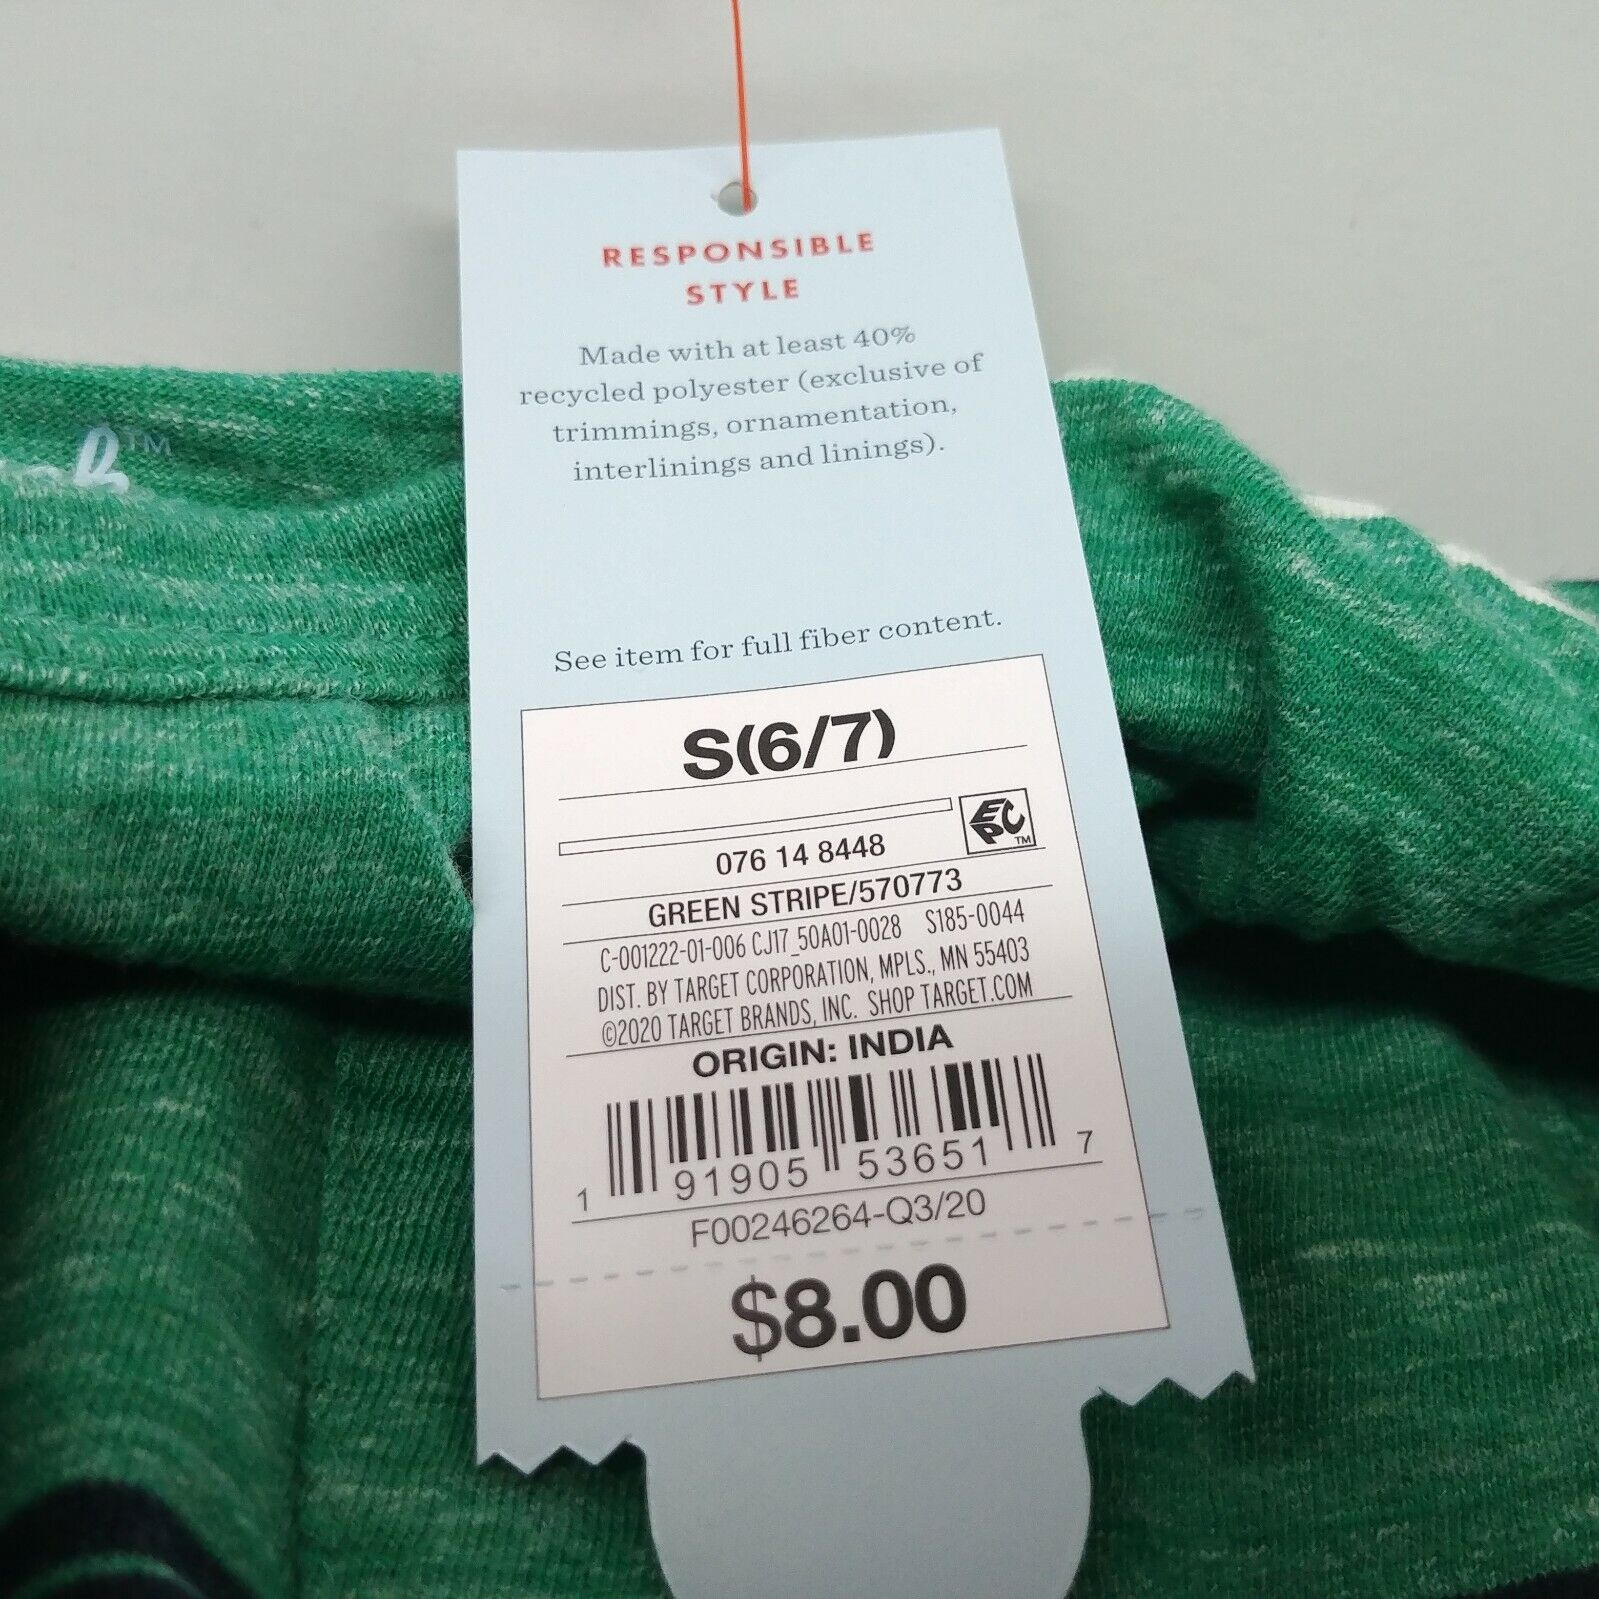 RESPONSIBLE
STYLE
Made with at least 40%
recycled polyester (exclusive of
trimmings, ornamentation,
interlinings and linings).
See item for full fiber content.
S(6/7)
EPC™
076 14 8448
GREEN STRIPE/570773
C-001222-01-006 CJ17_50A01-0028 S185-0044
DIST. BY TARGET CORPORATION, MPLS., MN 55403
©2020 TARGET BRANDS, INC. SHOP TARGET.COM
ORIGIN: INDIA
1 91905 53651 7
F00246264-Q3/20
$8.00